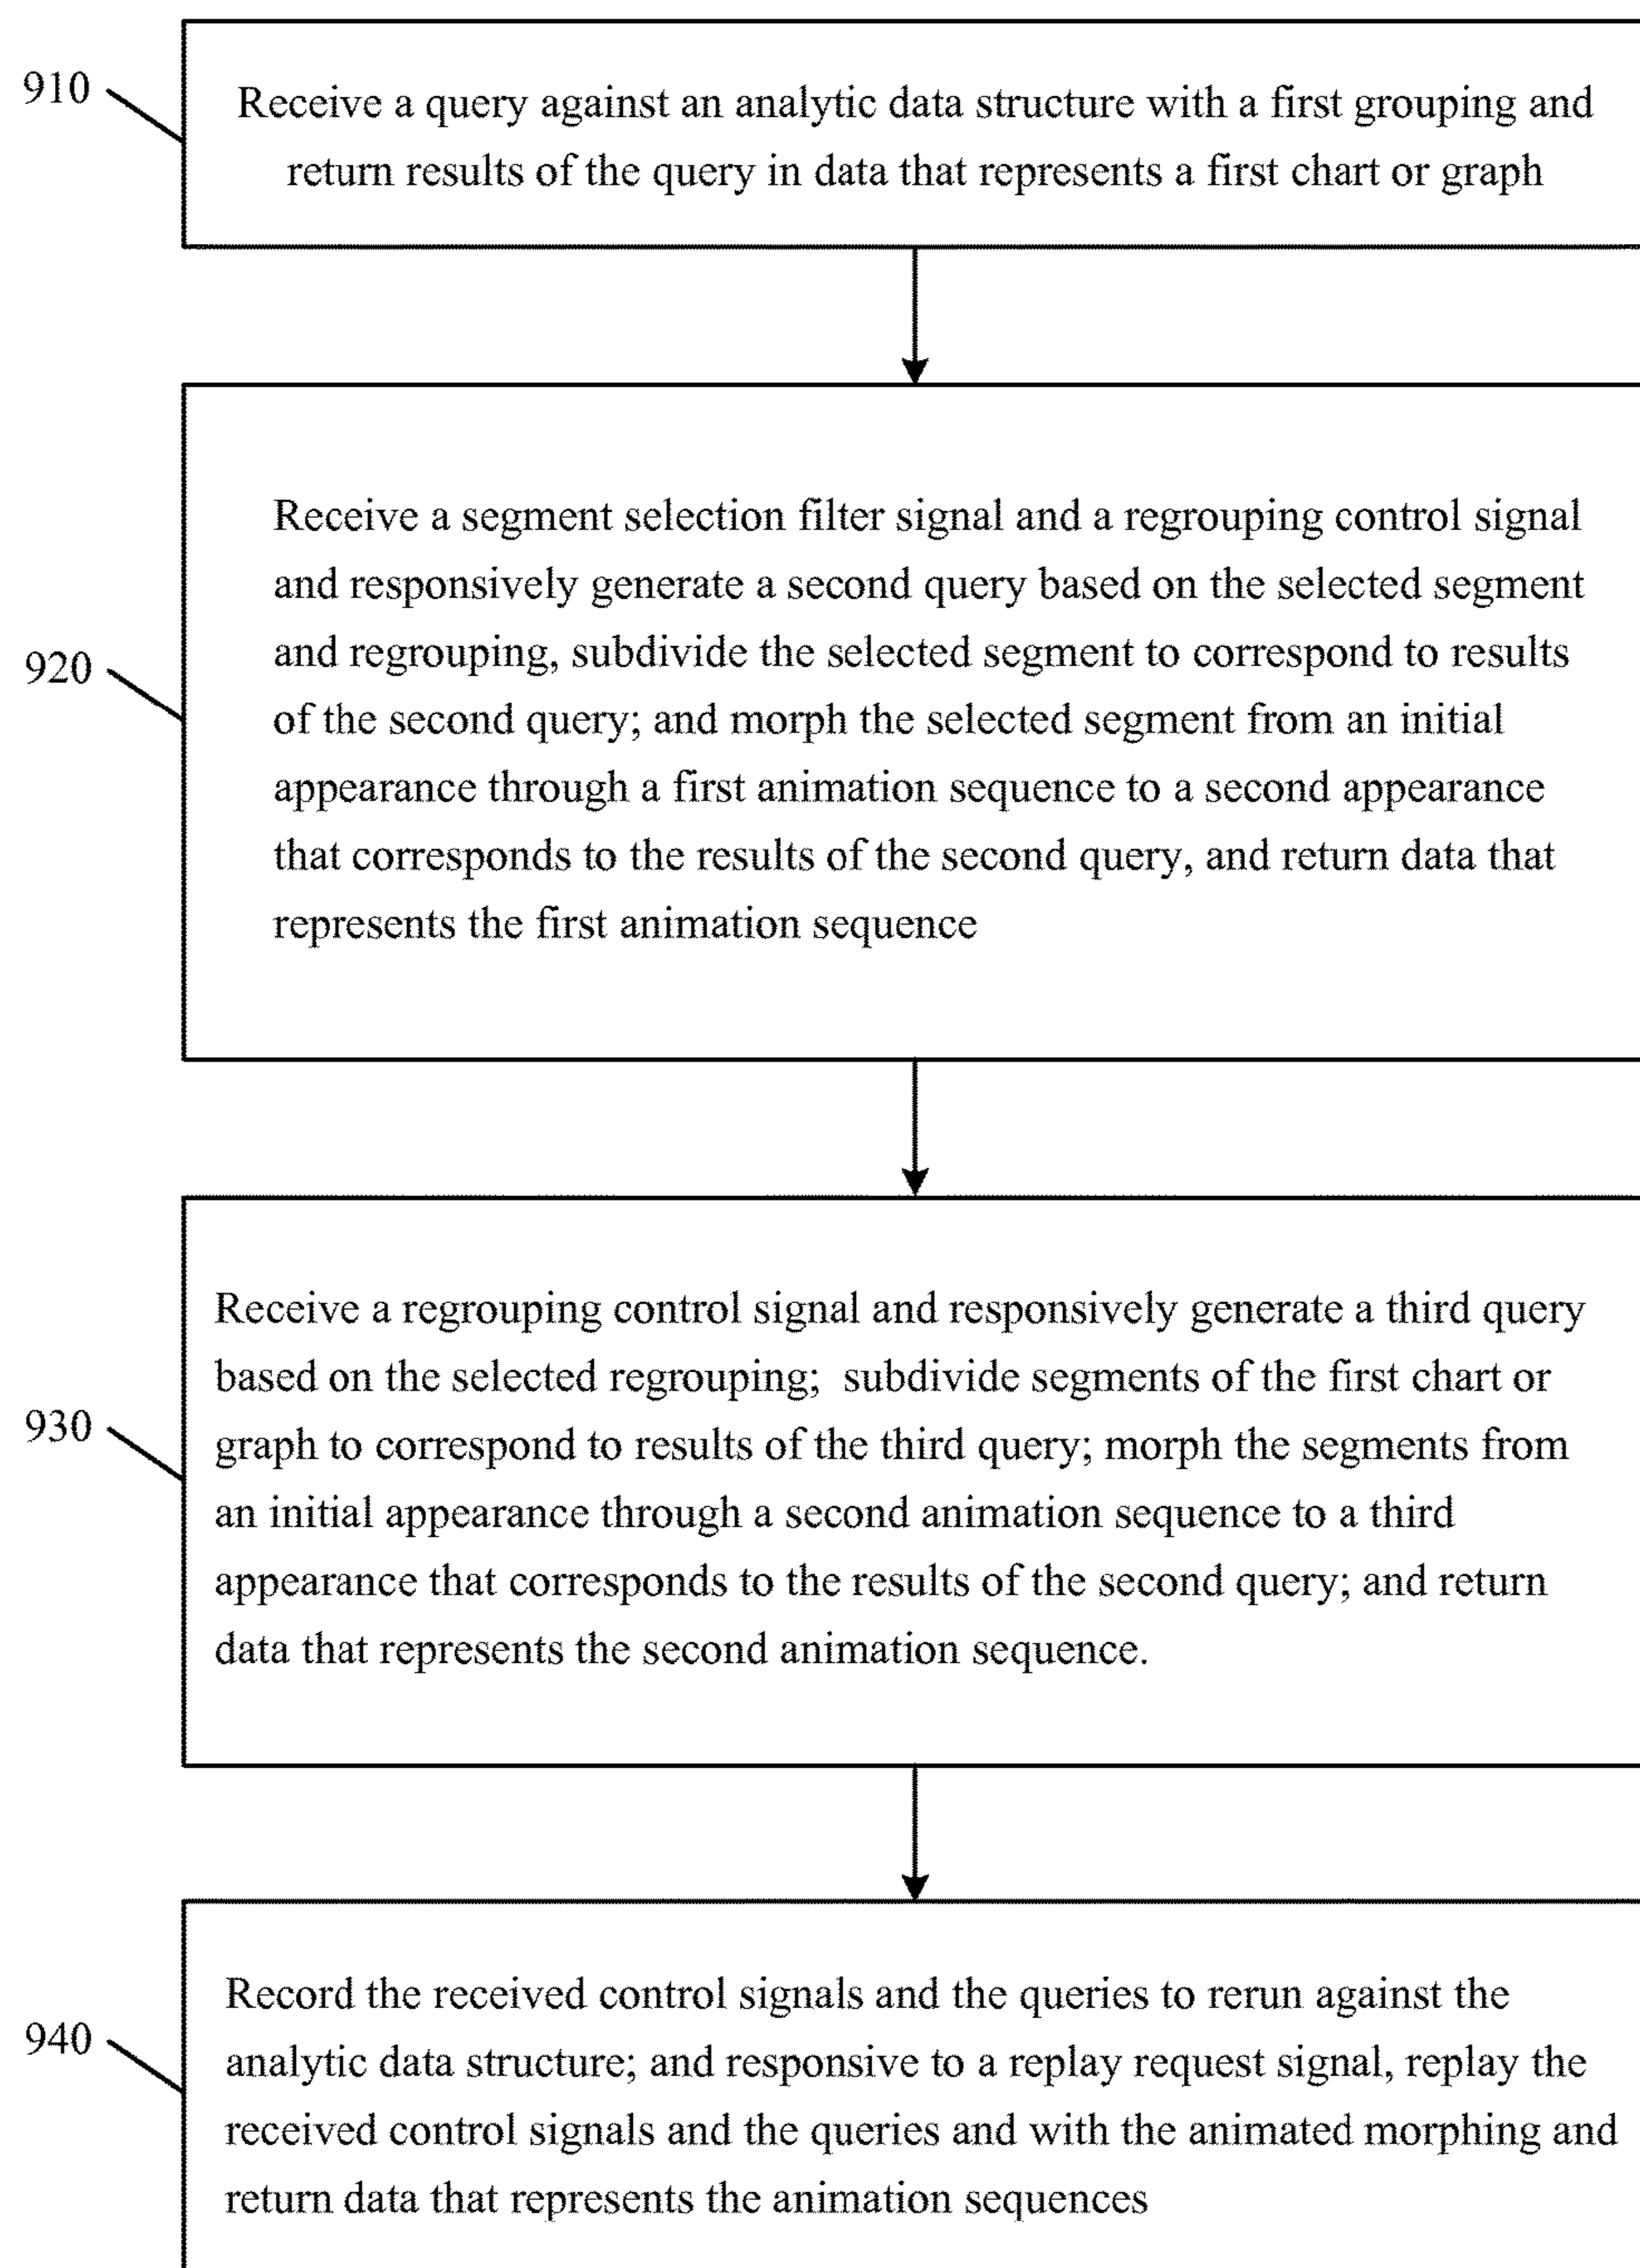 910
Receive a query against an analytic data structure with a first grouping and
return results of the query in data that represents a first chart or graph
920
Receive a segment selection filter signal and a regrouping control signal
and responsively generate a second query based on the selected segment
and regrouping, subdivide the selected segment to correspond to results
of the second query; and morph the selected segment from an initial
appearance through a first animation sequence to a second appearance
that corresponds to the results of the second query, and return data that
represents the first animation sequence
930
Receive a regrouping control signal and responsively generate a third query
based on the selected regrouping;  subdivide segments of the first chart or
graph to correspond to results of the third query; morph the segments from
an initial appearance through a second animation sequence to a third
appearance that corresponds to the results of the second query; and return
data that represents the second animation sequence.
940
Record the received control signals and the queries to rerun against the
analytic data structure; and responsive to a replay request signal, replay the
received control signals and the queries and with the animated morphing and
return data that represents the animation sequences